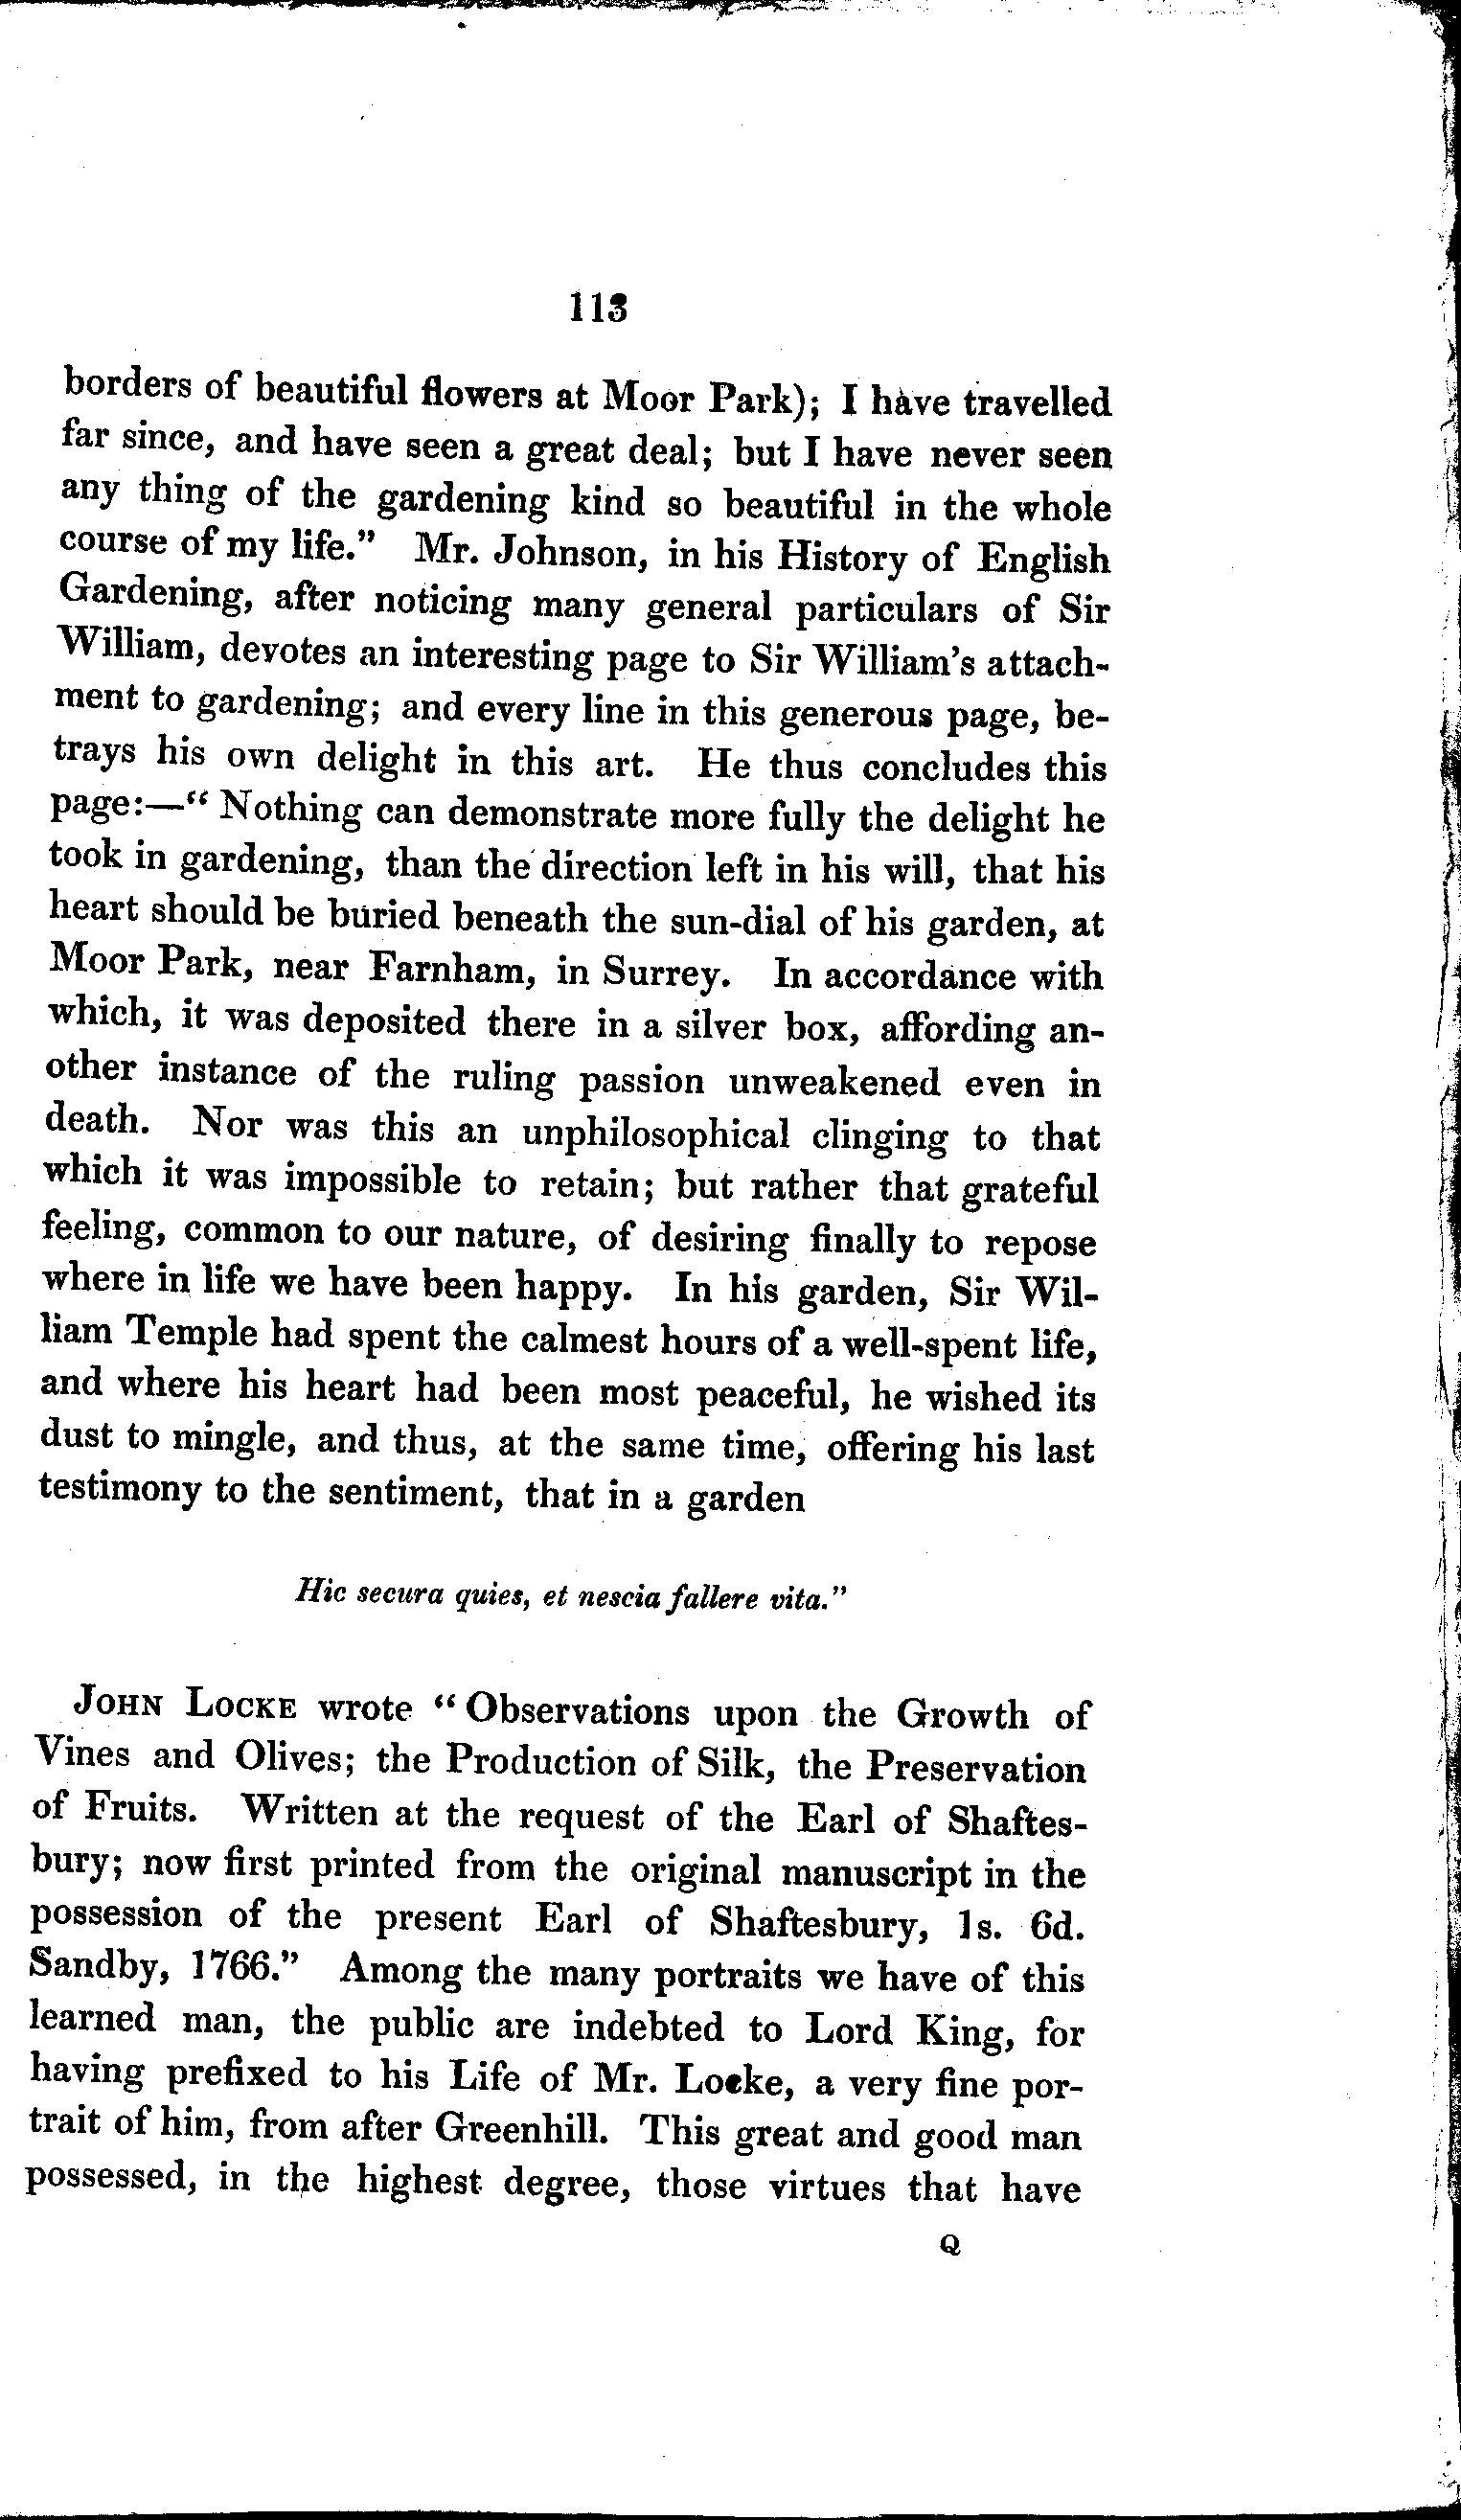 113
borders of beautiful flowers at Moor Park); I have travelled
far since, and have seen a great deal; but I have never seen
any thing of the gardening kind so beautiful in the whole
course of my life." Mr. Johnson, in his History of English
Gardening, after noticing many general particulars of Sir
William, devotes an interesting page to Sir William's attach-
ment to gardening; and every line in this generous page, be-
trays his own delight in this art. He thus concludes this
page:—"Nothing can demonstrate more fully the delight he
took in gardening, than the direction left in his will, that his
heart should be buried beneath the sun-dial of his garden, at
Moor Park, near Farnham, in Surrey. In accordance with
which, it was deposited there in a silver box, affording an-
other instance of the ruling passion unweakened even in
death. Nor was this an unphilosophical clinging to that
which it was impossible to retain; but rather that grateful
feeling, common to our nature, of desiring finally to repose
where in life we have been happy. In his garden, Sir Wil-
liam Temple had spent the calmest hours of a well-spent life,
and where his heart had been most peaceful, he wished its
dust to mingle, and thus, at the same time, offering his last
testimony to the sentiment, that in a garden
Hic secura quies, et nescia fallere vita."
JOHN LOCKE wrote "Observations upon the Growth of
Vines and Olives; the Production of Silk, the Preservation
of Fruits. Written at the request of the Earl of Shaftes-
bury; now first printed from the original manuscript in the
possession of the present Earl of Shaftesbury, 1s. 6d.
Sandby, 1766." Among the many portraits we have of this
learned man, the public are indebted to Lord King, for
having prefixed to his Life of Mr. Locke, a very fine por-
trait of him, from after Greenhill. This great and good man
possessed, in the highest degree, those virtues that have
Q